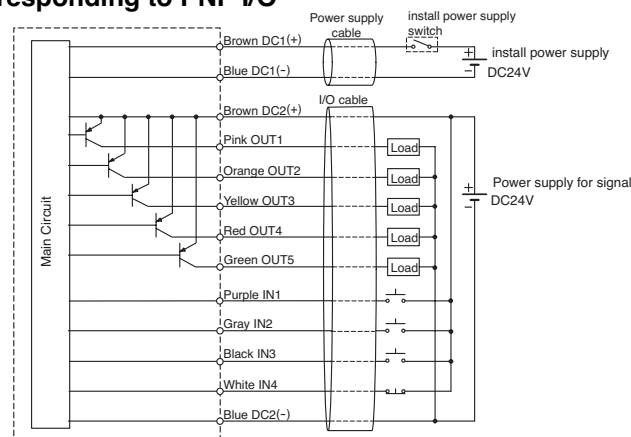 responding to PNP I/O
Power supply
cable
install power supply
switch
Brown DC1(+)
install power supply
DC24V
Blue DC1(-)
I/O cable
Brown DC2(+)
Pink OUT1
Load
Orange OUT2
Load
Yellow OUT3
Load
Power supply for signal
DC24V
Red OUT4
Load
Green OUT5
Load
Main Circuit
Purple IN1
Gray IN2
Black IN3
White IN4
Blue DC2(-)